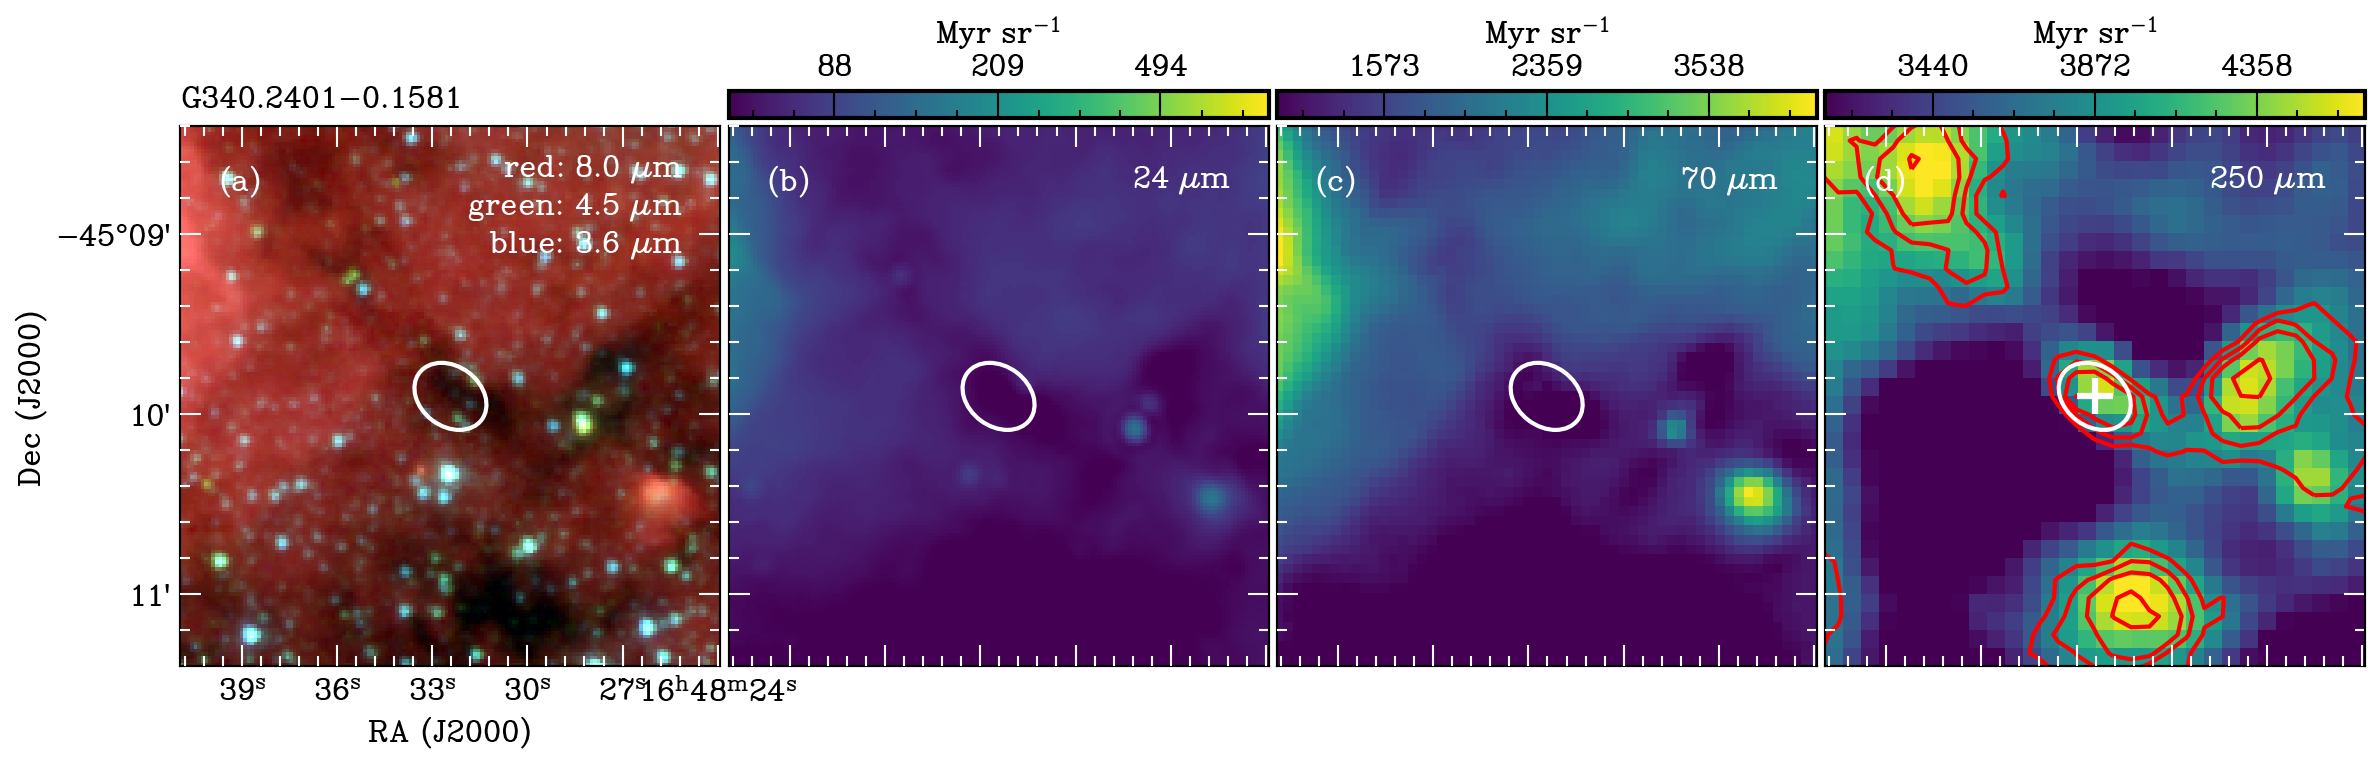 Myr sr⁻¹ Myr sr⁻¹ Myr sr⁻¹
88 209 494 1573 2359 3538 3440 3872 4358
G340.2401−0.1581
(a) red: 8.0 μm
green: 4.5 μm
blue: 3.6 μm
(b) 24 μm
(c) 70 μm
(d) 250 μm
−45°09'
10'
11'
Dec (J2000)
39ˢ 36ˢ 33ˢ 30ˢ 27ˢ 16ʰ48ᵐ24ˢ
RA (J2000)